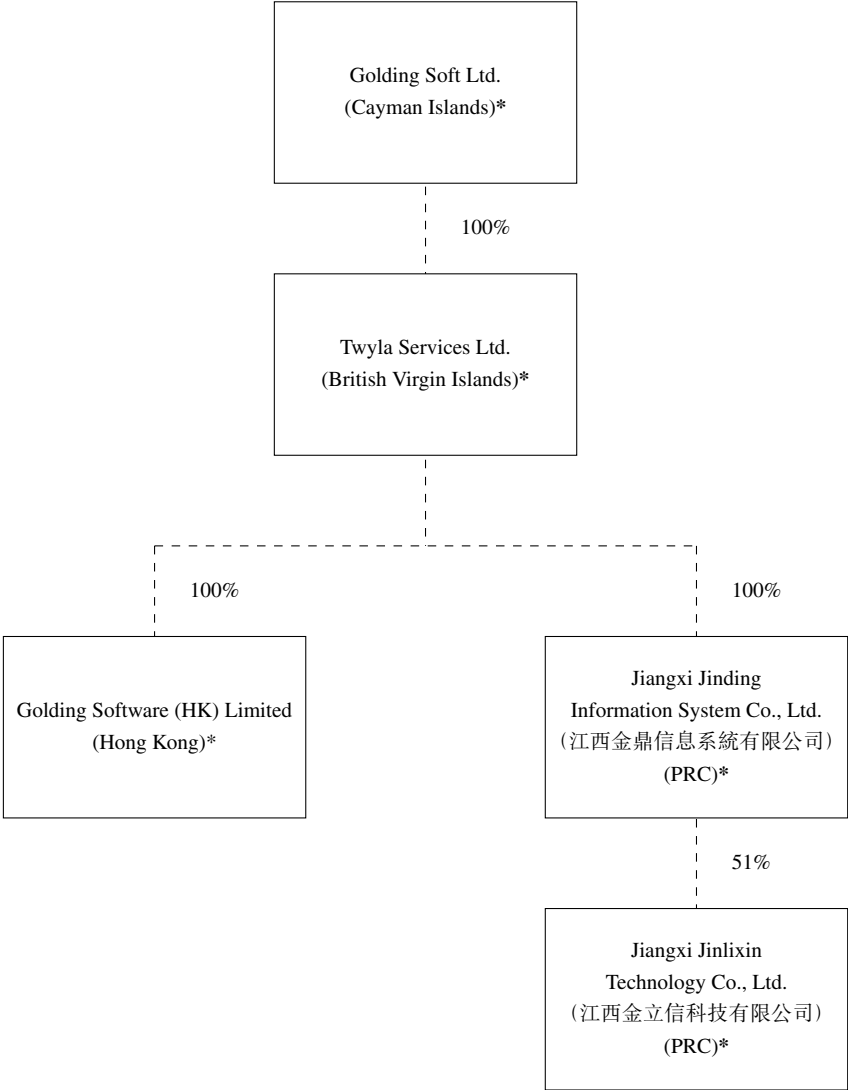 Golding Soft Ltd.
(Cayman Islands)*
100%
Twyla Services Ltd.
(British Virgin Islands)*
100%
100%
Golding Software (HK) Limited
(Hong Kong)*
Jiangxi Jinding
Information System Co., Ltd.
(江西金鼎信息系統有限公司)
(PRC)*
51%
Jiangxi Jinlixin
Technology Co., Ltd.
(江西金立信科技有限公司)
(PRC)*